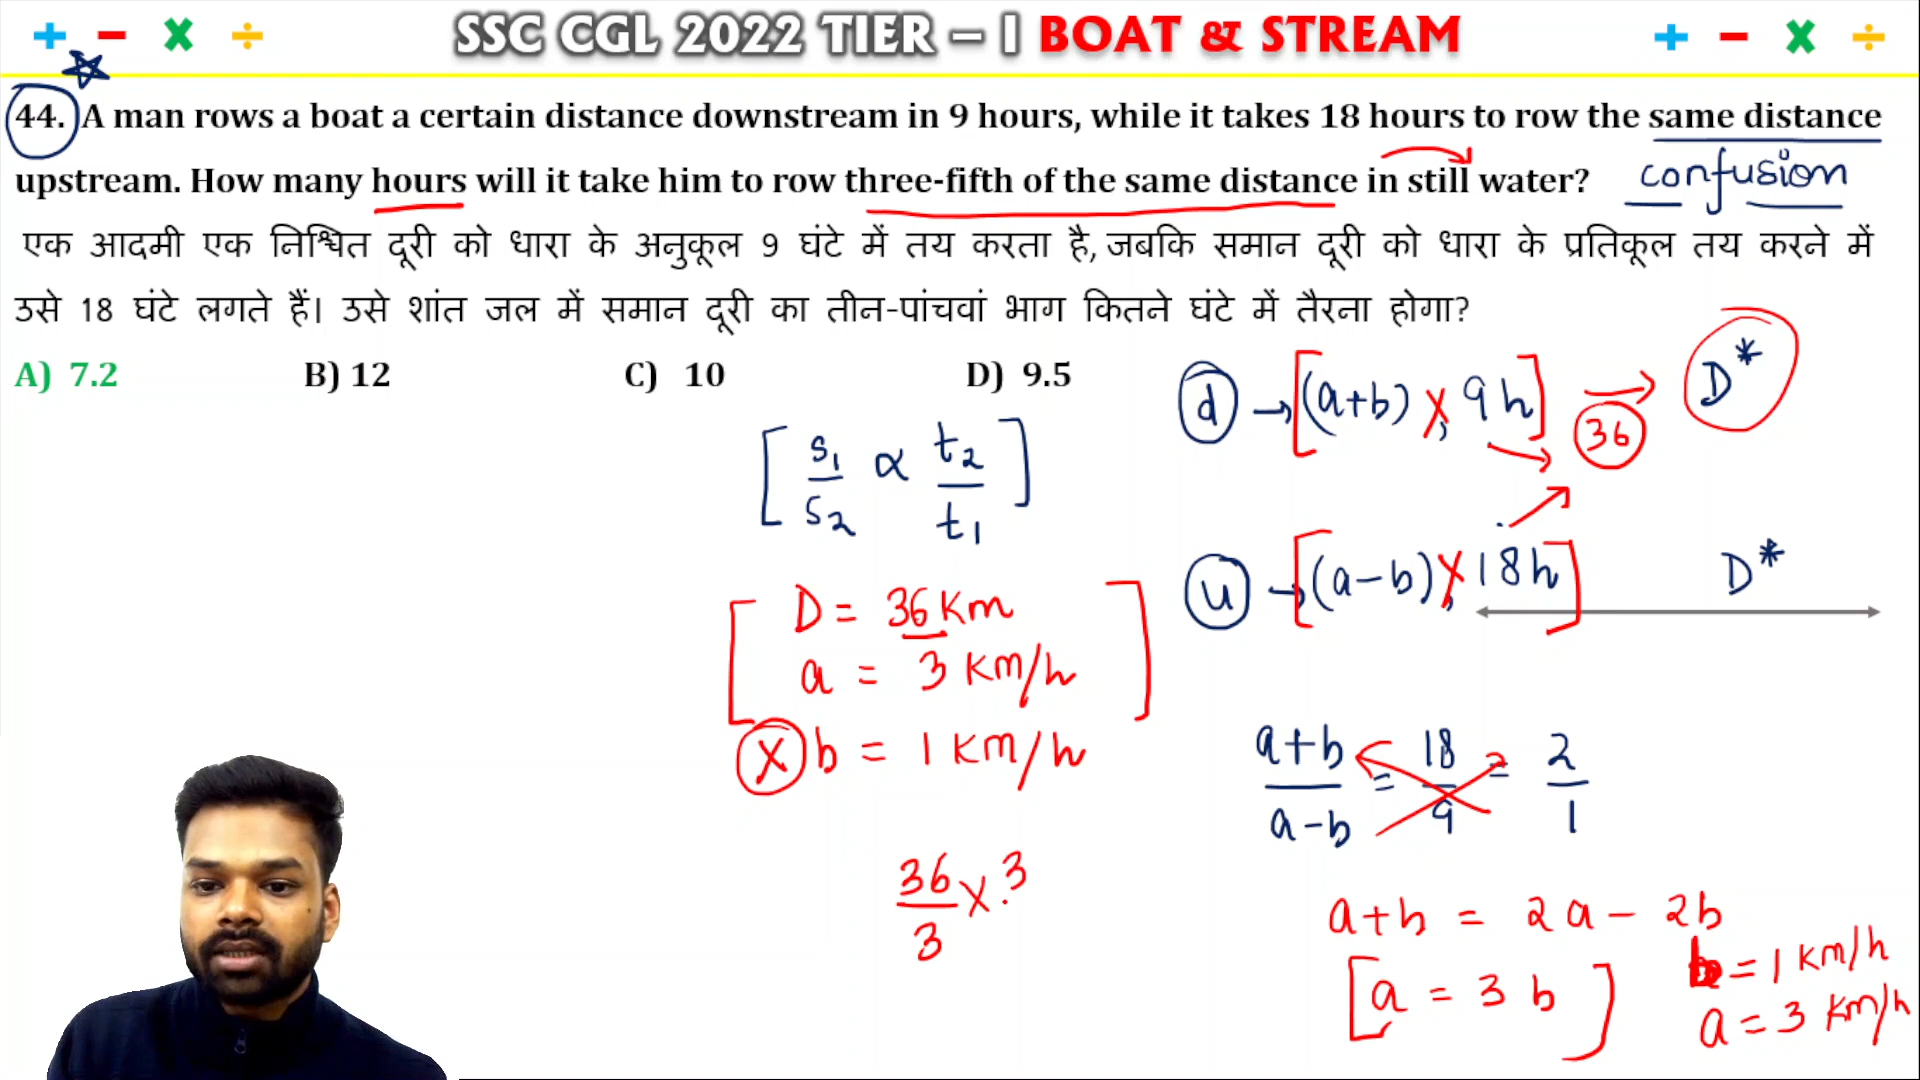 + - × ÷ SSC CGL 2022 TIER – I BOAT & STREAM + - × ÷
44. A man rows a boat a certain distance downstream in 9 hours, while it takes 18 hours to row the same distance
upstream. How many hours will it take him to row three-fifth of the same distance in still water? confusion
एक आदमी एक निश्चित दूरी को धारा के अनुकूल 9 घंटे में तय करता है, जबकि समान दूरी को धारा के प्रतिकूल तय करने में
उसे 18 घंटे लगते हैं। उसे शांत जल में समान दूरी का तीन-पांचवां भाग कितने घंटे में तैरना होगा?
A) 7.2 B) 12 C) 10 D) 9.5
d → [(a+b) × 9h] → D*
36
[s1/s2 ∝ t2/t1]
u → [(a-b) × 18h] D*
D = 36 Km
a = 3 Km/h
× b = 1 Km/h
a+b/a-b = 18/9 = 2/1
36/3 × 3
a+b = 2a - 2b
b = 1 Km/h
[a = 3b]
a = 3 Km/h